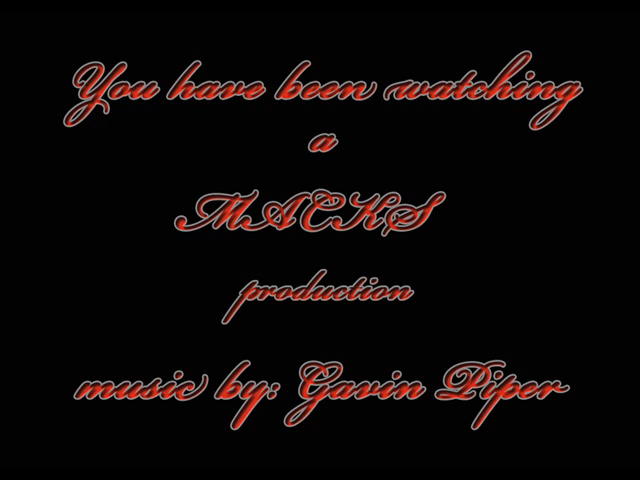 You have been watching
a
MACKS
production
music by: Gavin Piper